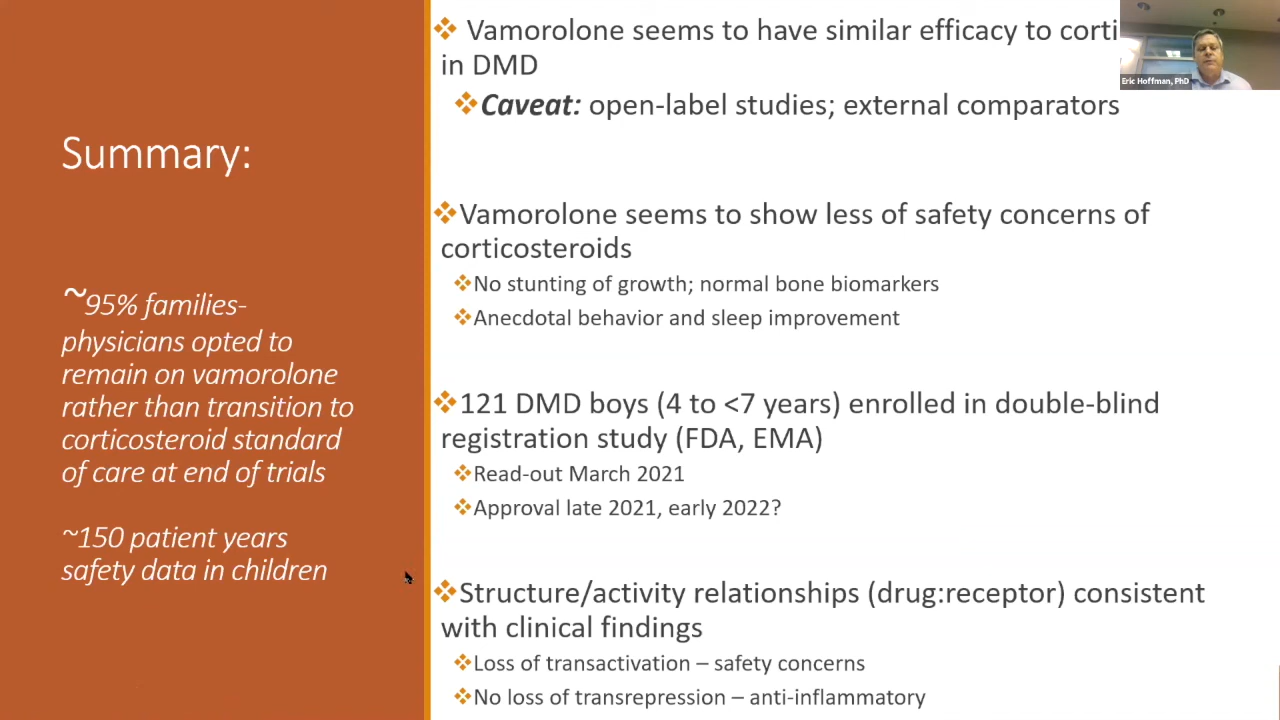 Summary:
~95% families-
physicians opted to
remain on vamorolone
rather than transition to
corticosteroid standard
of care at end of trials
~150 patient years
safety data in children
Vamorolone seems to have similar efficacy to corti
in DMD
Caveat: open-label studies; external comparators
Vamorolone seems to show less of safety concerns of
corticosteroids
No stunting of growth; normal bone biomarkers
Anecdotal behavior and sleep improvement
121 DMD boys (4 to <7 years) enrolled in double-blind
registration study (FDA, EMA)
Read-out March 2021
Approval late 2021, early 2022?
Structure/activity relationships (drug:receptor) consistent
with clinical findings
Loss of transactivation – safety concerns
No loss of transrepression – anti-inflammatory
Eric Hoffman, PhD